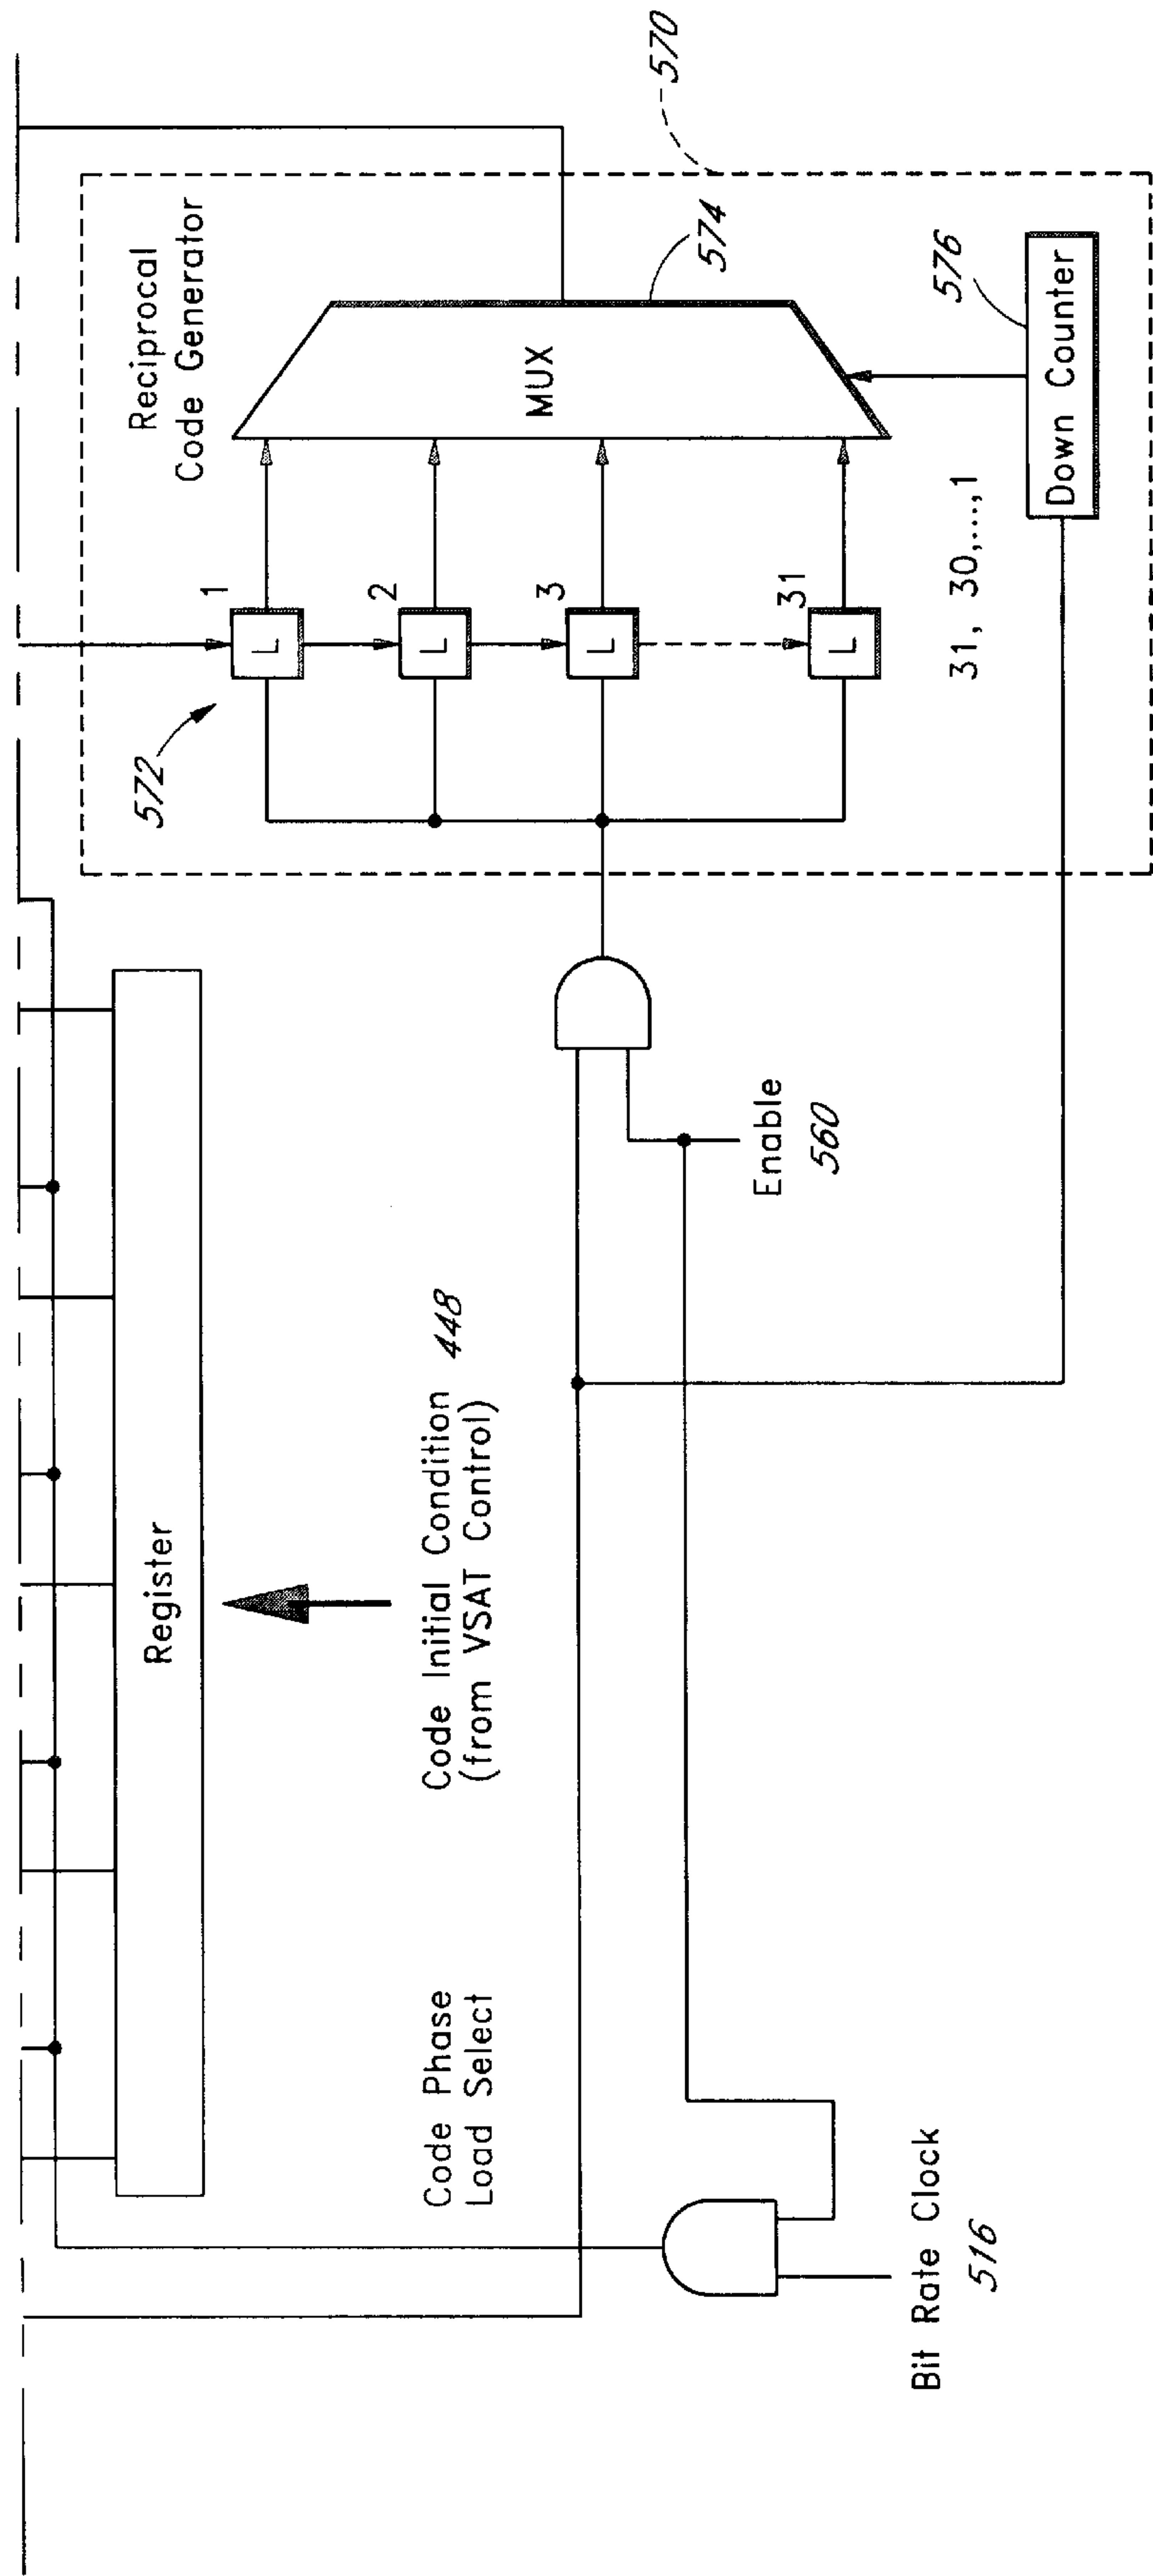 Reciprocal
Code Generator
570
572
1
2
3
31
L
L
L
L
MUX
574
31, 30,...,1
576
Down Counter
Register
Code Initial Condition 448
(from VSAT Control)
Enable
560
Code Phase
Load Select
Bit Rate Clock
516